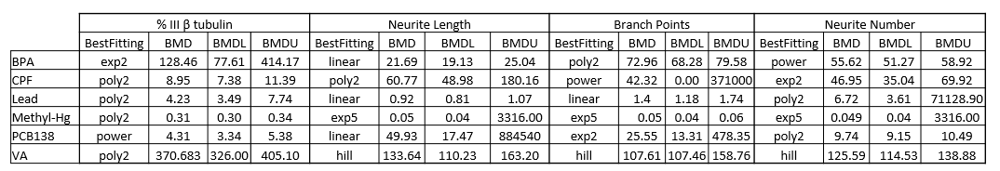 % III β tubulin Neurite Length Branch Points Neurite Number
BestFitting BMD BMDL BMDU BestFitting BMD BMDL BMDU BestFitting BMD BMDL BMDU BestFitting BMD BMDL BMDU
BPA exp2 128.46 77.61 414.17 linear 21.69 19.13 25.04 poly2 72.96 68.28 79.58 power 55.62 51.27 58.92
CPF poly2 8.95 7.38 11.39 poly2 60.77 48.98 180.16 power 42.32 0.00 371000 exp2 46.95 35.04 69.92
Lead poly2 4.23 3.49 7.74 linear 0.92 0.81 1.07 linear 1.4 1.18 1.74 poly2 6.72 3.61 71128.90
Methyl-Hg poly2 0.31 0.30 0.34 exp5 0.05 0.04 3316.00 exp5 0.05 0.04 0.06 exp5 0.049 0.04 3316.00
PCB138 power 4.31 3.34 5.38 linear 49.93 17.47 884540 exp2 25.55 13.31 478.35 poly2 9.74 9.15 10.49
VA poly2 370.683 326.00 405.10 hill 133.64 110.23 163.20 hill 107.61 107.46 158.76 hill 125.59 114.53 138.88